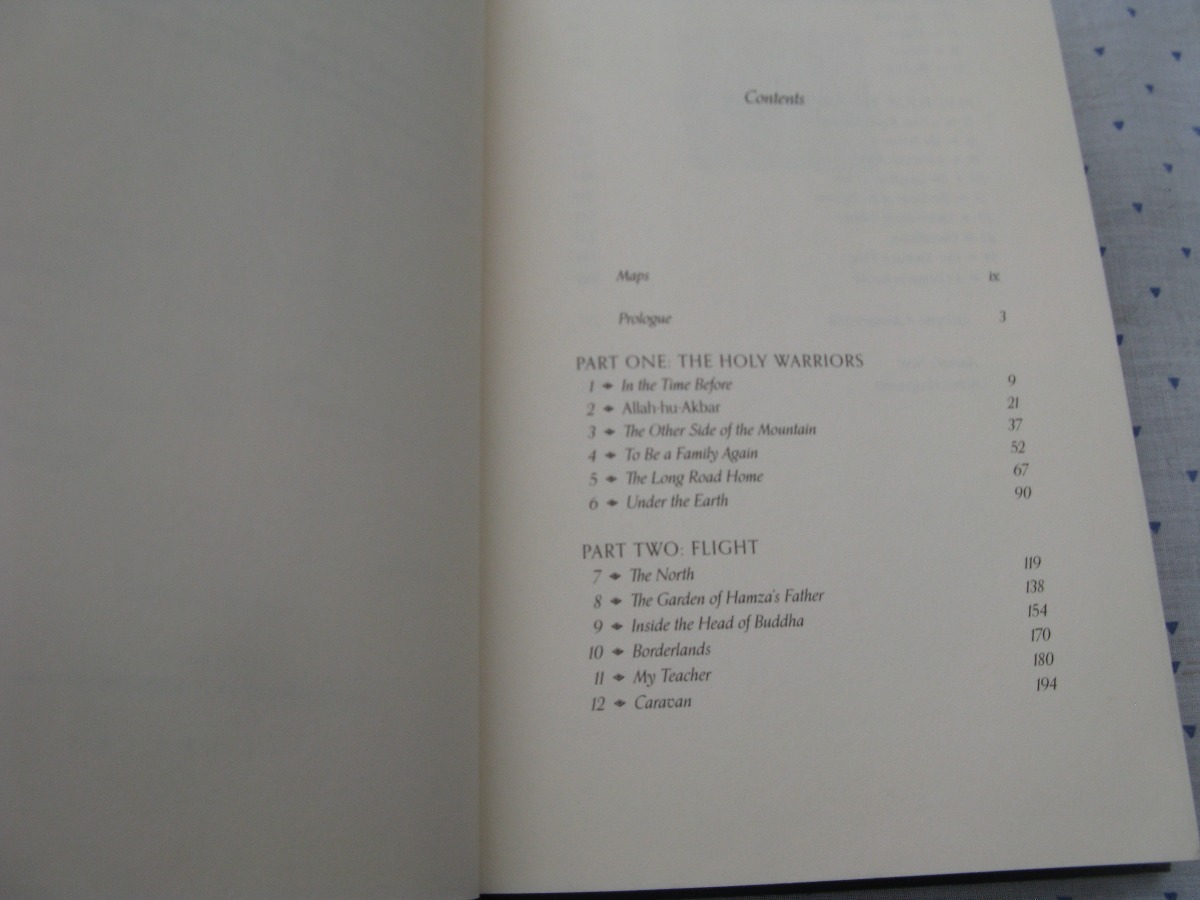 Contents
Maps ix
Prologue 3
PART ONE: THE HOLY WARRIORS
1 In the Time Before 9
2 Allah-hu-Akbar 21
3 The Other Side of the Mountain 37
4 To Be a Family Again 52
5 The Long Road Home 67
6 Under the Earth 90
PART TWO: FLIGHT
7 The North 119
8 The Garden of Hamza's Father 138
9 Inside the Head of Buddha 154
10 Borderlands 170
11 My Teacher 180
12 Caravan 194